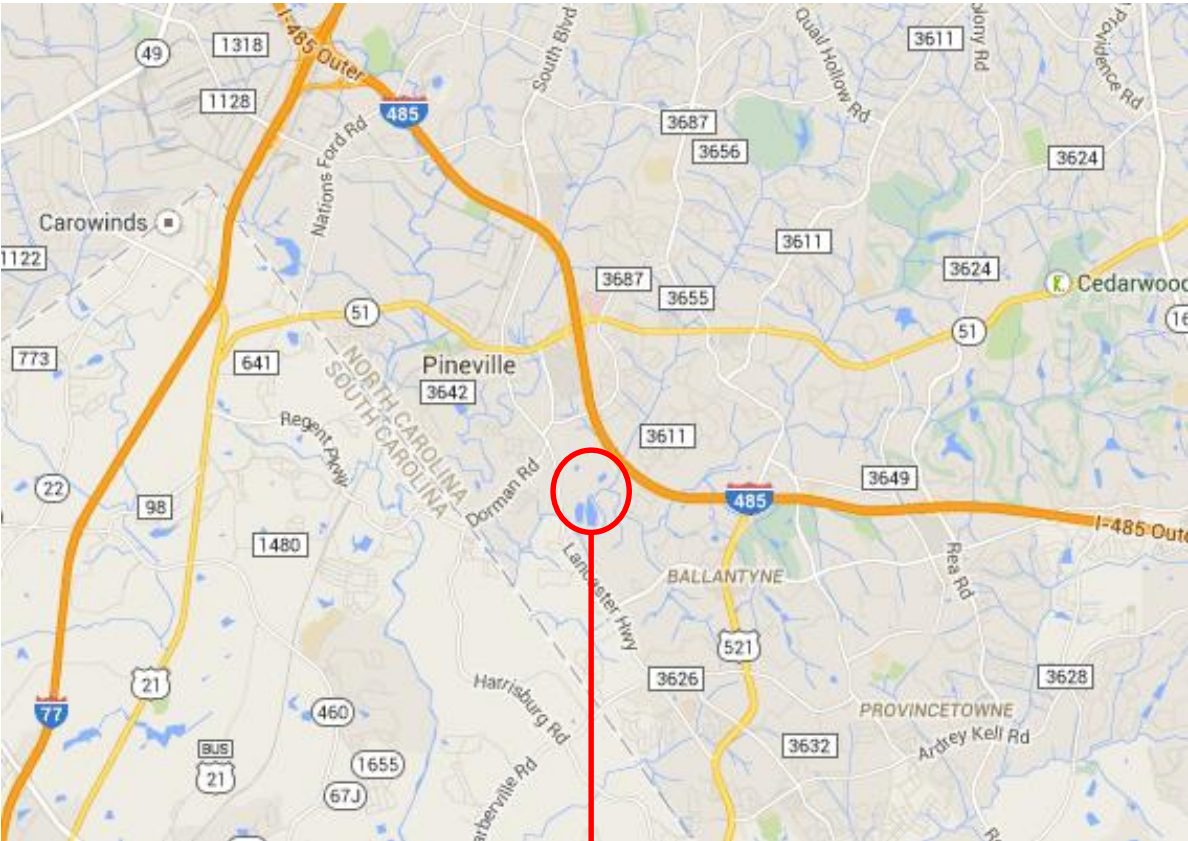 I-485 Outer
49
1318
1128
485
Nations Ford Rd
South Blvd
Quail Hollow Rd
3611
Providence Rd
3687
3656
3624
Carowinds
1122
3611
3624
Cedarwood
3687
3655
51
51
16
773
641
Pineville
3642
NORTH CAROLINA
SOUTH CAROLINA
Regent Pkwy
3611
22
98
Dorman Rd
3649
485
I-485 Oute
1480
Lancaster Hwy
BALLANTYNE
Rea Rd
521
21
77
3626
3628
Harrisburg Rd
460
PROVINCETOWNE
Ardrey Kell Rd
3632
BUS
21
1655
67J
arberville Rd